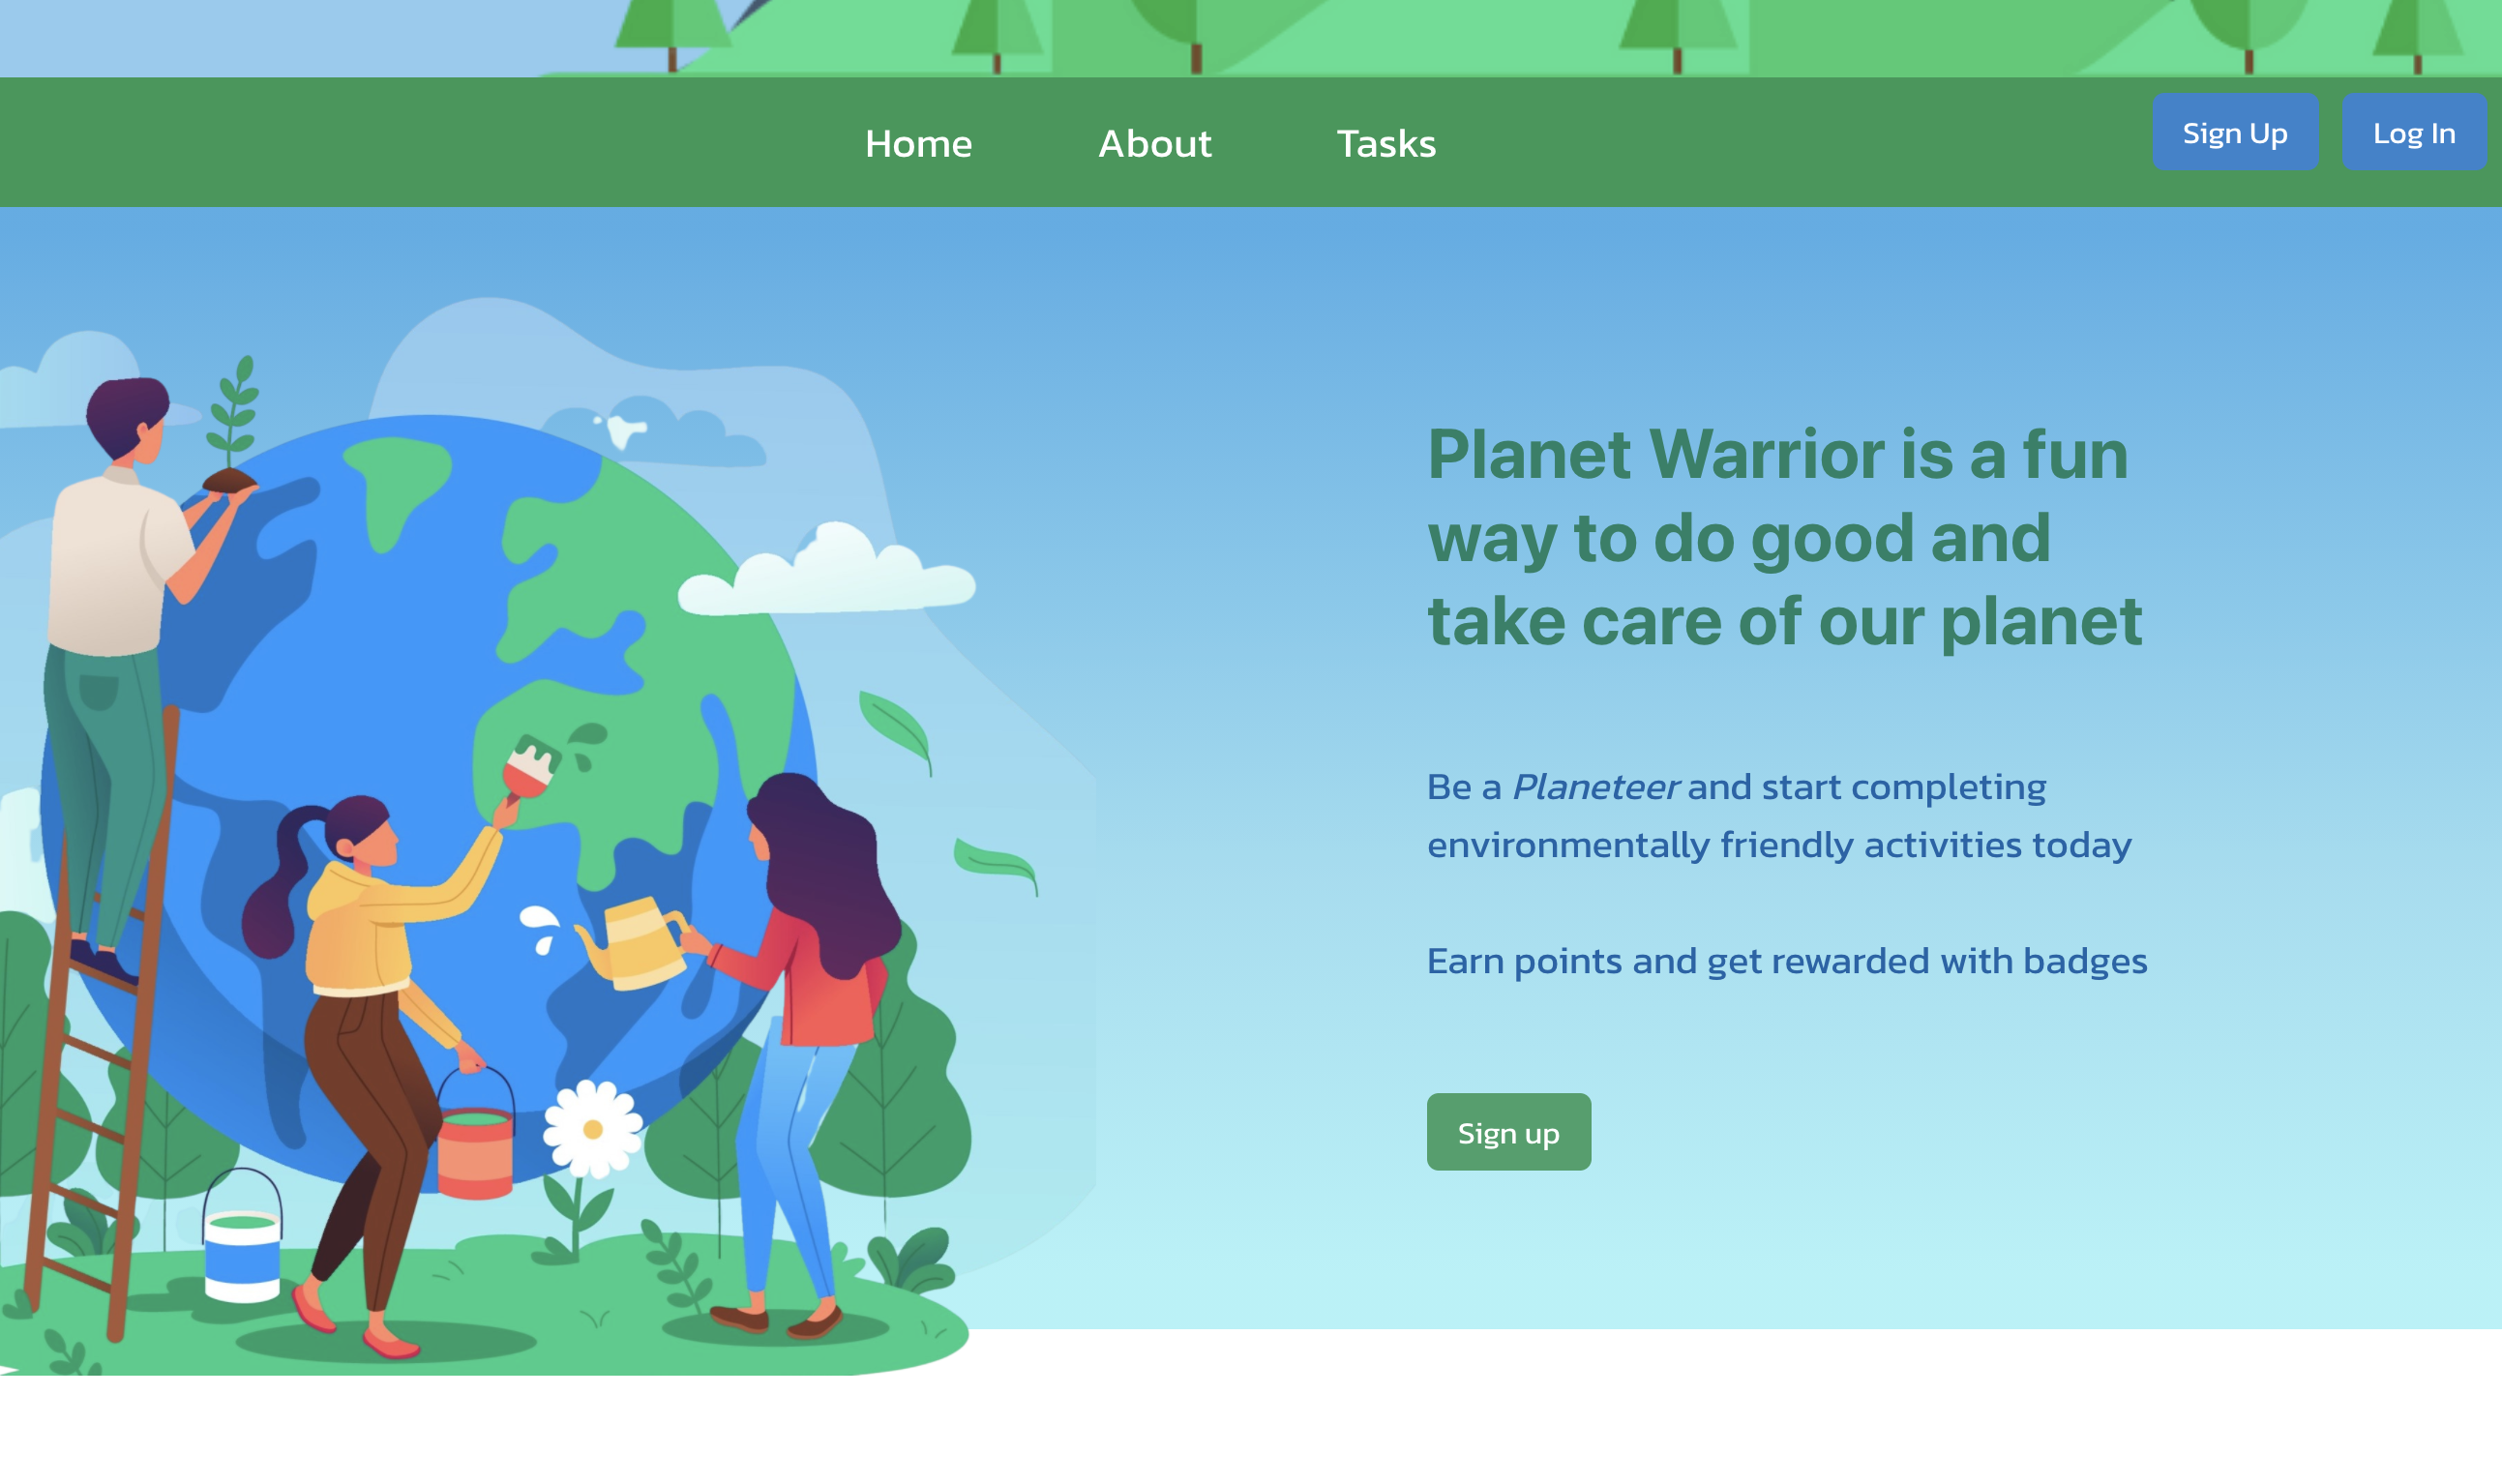 Home About Tasks Sign Up Log In
Planet Warrior is a fun
way to do good and
take care of our planet
Be a Planeteer and start completing
environmentally friendly activities today
Earn points and get rewarded with badges
Sign up